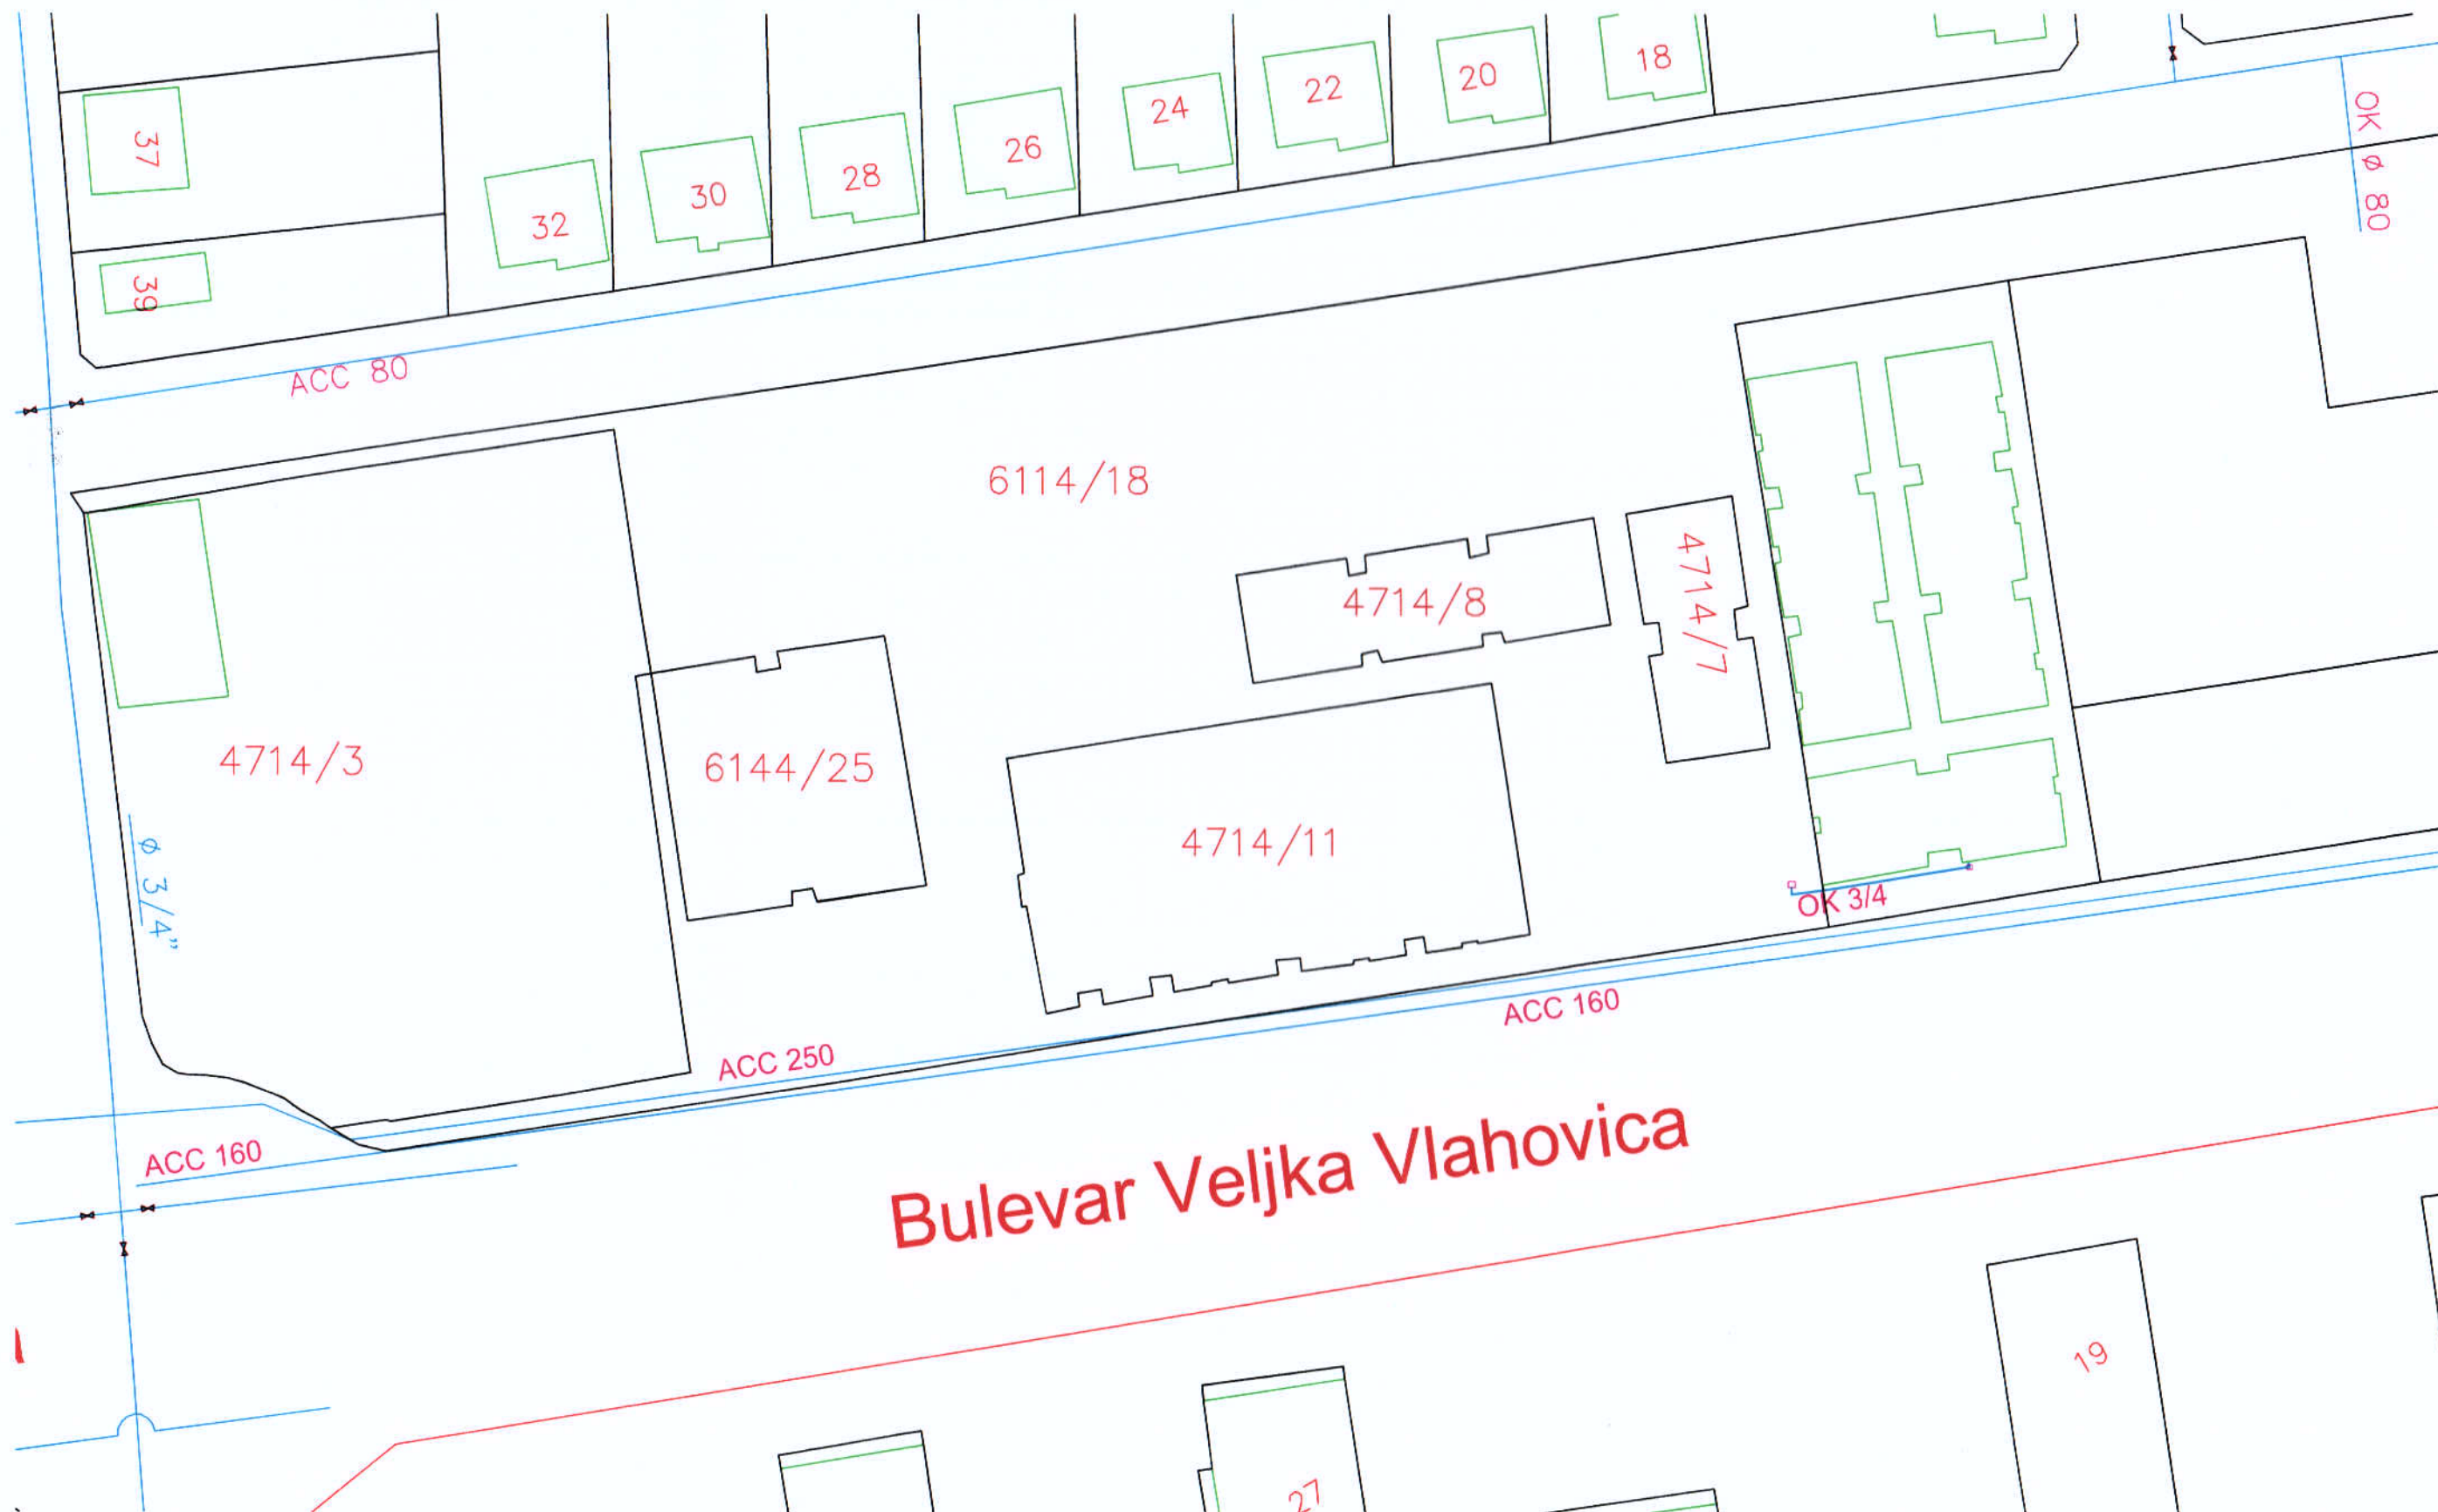 18
20
22
24
26
28
30
32
37
39
OK ø 80
ACC 80
6114/18
4714/8
4714/7
4714/3
6144/25
4714/11
ø 3/4"
OK 3/4
ACC 160
ACC 250
ACC 160
Bulevar Veljka Vlahovica
19
27